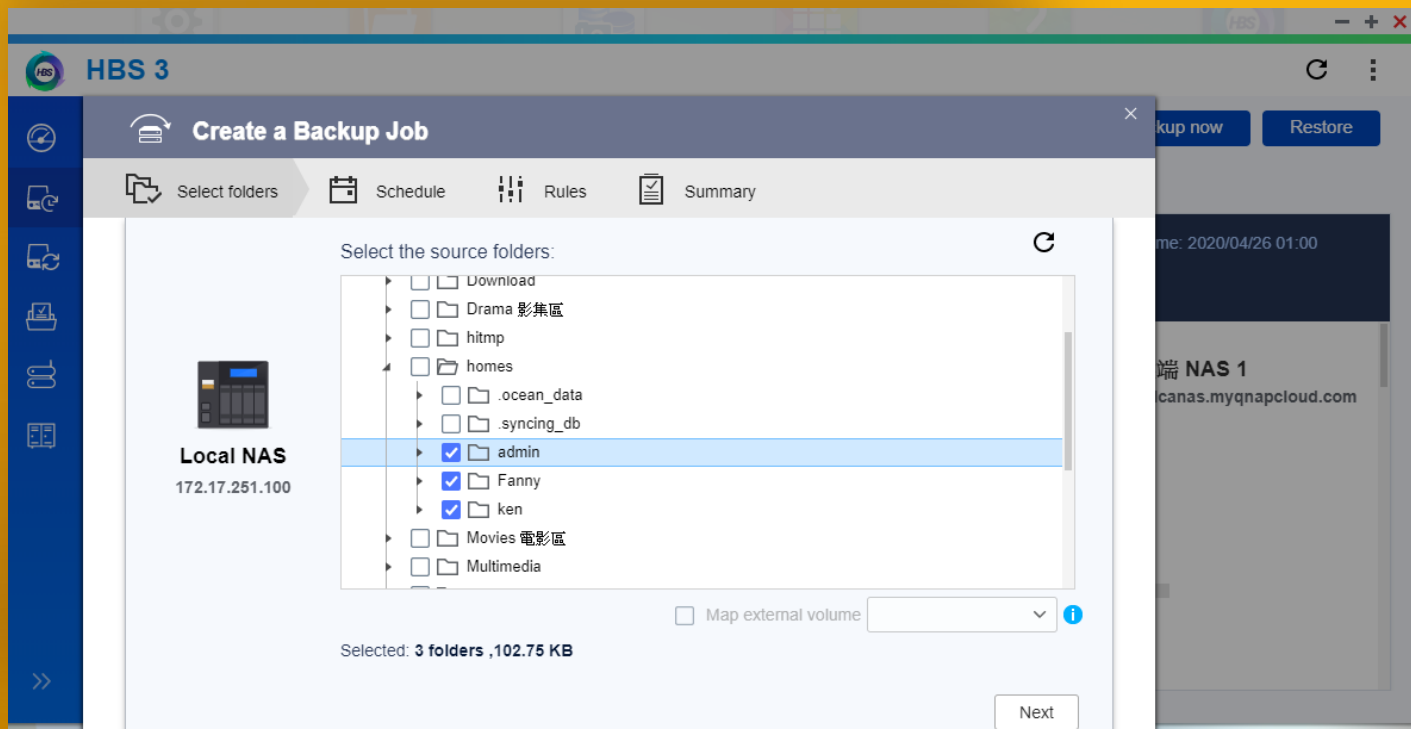 HBS
HBS
HBS 3
Create a Backup Job
kup now
Restore
Select folders
Schedule
Rules
Summary
me: 2020/04/26 01:00
Select the source folders:
Download
Drama 影集區
hitmp
homes
.ocean_data
.syncing_db
admin
Fanny
ken
Movies 電影區
Multimedia
Local NAS
172.17.251.100
端 NAS 1
lcanas.myqnapcloud.com
Map external volume
Selected: 3 folders ,102.75 KB
Next